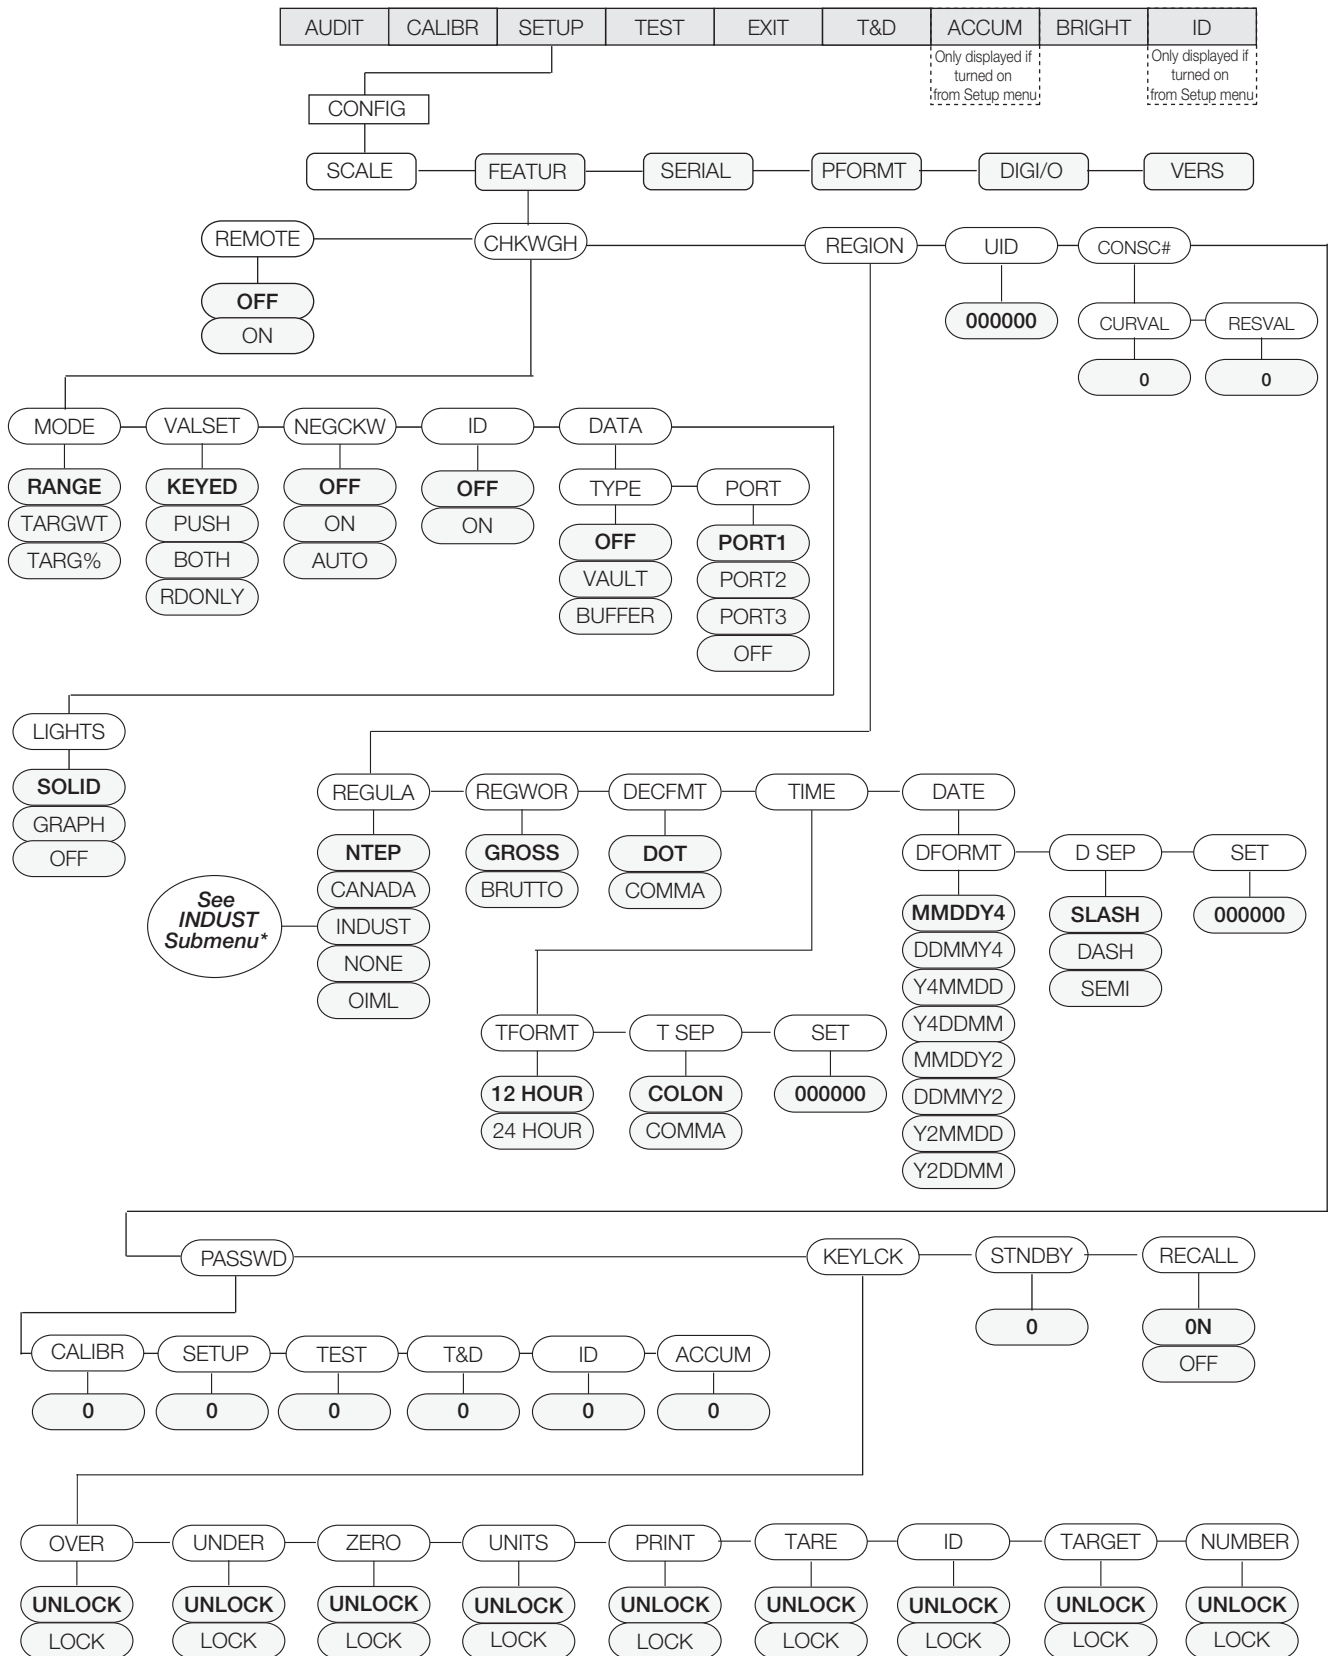 AUDIT CALIBR SETUP TEST EXIT T&D ACCUM BRIGHT ID
Only displayed if
turned on
from Setup menu
Only displayed if
turned on
from Setup menu
CONFIG
SCALE FEATUR SERIAL PFORMT DIGI/O VERS
REMOTE CHKWGH REGION UID CONSC#
OFF
ON
000000
CURVAL RESVAL
0 0
MODE VALSET NEGCKW ID DATA
RANGE KEYED OFF OFF TYPE PORT
TARGWT PUSH ON ON OFF PORT1
TARG% BOTH AUTO VAULT PORT2
RDONLY BUFFER PORT3
OFF
LIGHTS
SOLID
GRAPH
OFF
REGULA REGWOR DECFMT TIME DATE
NTEP GROSS DOT DFORMT D SEP SET
CANADA BRUTTO COMMA MMDDY4 SLASH 000000
See
INDUST
Submenu*
INDUST DDMMY4 DASH
NONE Y4MMDD SEMI
OIML Y4DDMM
TFORMT T SEP SET MMDDY2
12 HOUR COLON 000000 DDMMY2
24 HOUR COMMA Y2MMDD
Y2DDMM
PASSWD KEYLCK STNDBY RECALL
0 0N
OFF
CALIBR SETUP TEST T&D ID ACCUM
0 0 0 0 0 0
OVER UNDER ZERO UNITS PRINT TARE ID TARGET NUMBER
UNLOCK UNLOCK UNLOCK UNLOCK UNLOCK UNLOCK UNLOCK UNLOCK UNLOCK
LOCK LOCK LOCK LOCK LOCK LOCK LOCK LOCK LOCK